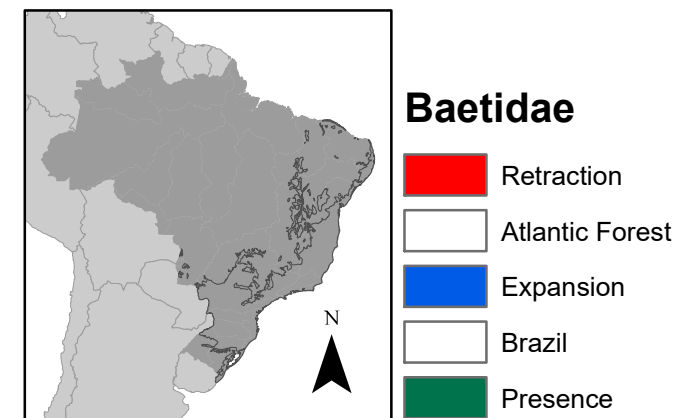 Baetidae
Retraction
Atlantic Forest
Expansion
Brazil
Presence
N